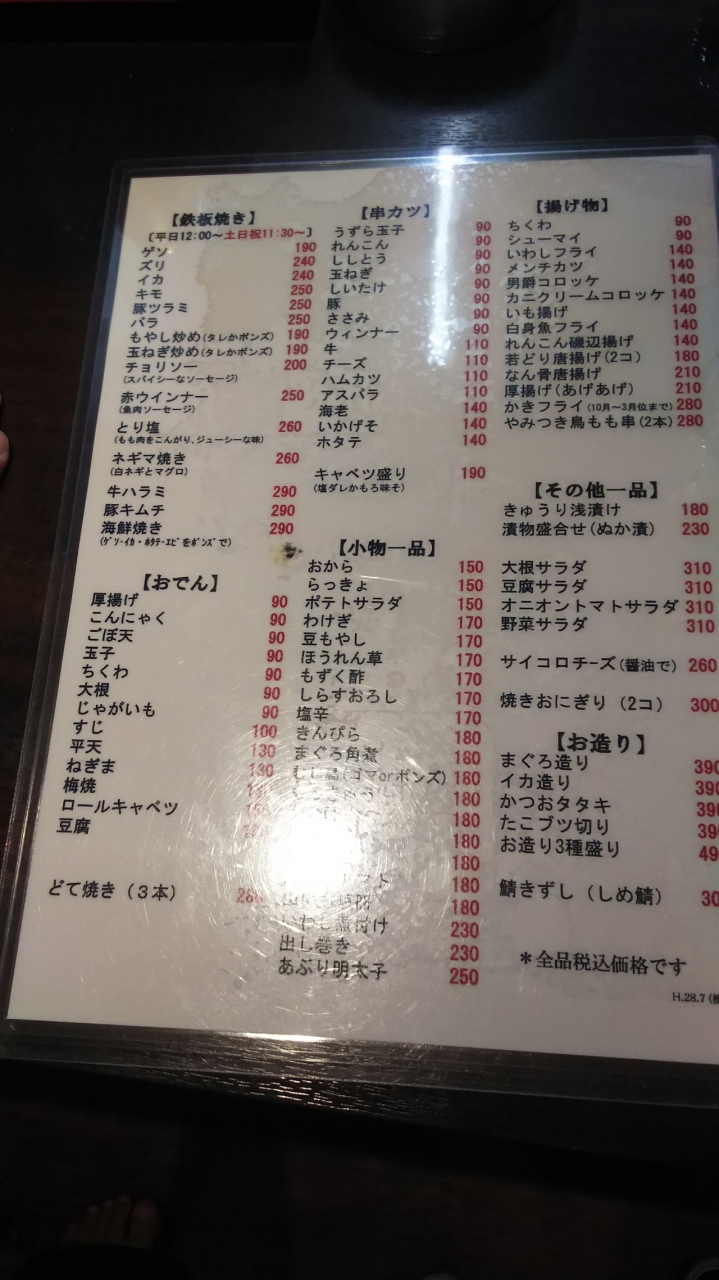 【鉄板焼き】
〔平日12:00〜土日祝11:30〜〕
ゲソ 190
ズリ 240
イカ 240
キモ 250
豚ツラミ 250
バラ 250
もやし炒め(タレかポンズ) 190
玉ねぎ炒め(タレかポンズ) 190
チョリソー 200
(スパイシーなソーセージ)
赤ウインナー 250
(魚肉ソーセージ)
とり塩 260
(もも肉をこんがり、ジューシーな味)
ネギマ焼き 260
(白ネギとマグロ)
牛ハラミ 290
豚キムチ 290
海鮮焼き 290
(ゲソ・イカ・ホタテ・エビをポンズで)
【おでん】
厚揚げ 90
こんにゃく 90
ごぼ天 90
玉子 90
ちくわ 90
大根 90
じゃがいも 90
すじ 100
平天 130
ねぎま 130
梅焼
ロールキャベツ
豆腐
どて焼き（３本） 280
【串カツ】
うずら玉子 90
れんこん 90
ししとう 90
玉ねぎ 90
しいたけ 90
豚 90
ささみ 90
ウィンナー 90
牛 110
チーズ 110
ハムカツ 110
アスパラ 110
海老 140
いかげそ 140
ホタテ 140
キャベツ盛り 190
(塩ダレかもろ味そ)
【小物一品】
おから 150
らっきょ 150
ポテトサラダ 150
わけぎ 170
豆もやし 170
ほうれん草 170
もずく酢 170
しらすおろし 170
塩辛 170
きんぴら 180
まぐろ角煮 180
むし鶏(ゴマorポンズ) 180
180
180
180
180
180
いわし煮付け 230
出し巻き 230
あぶり明太子 250
【揚げ物】
ちくわ 90
シューマイ 90
いわしフライ 140
メンチカツ 140
男爵コロッケ 140
カニクリームコロッケ 140
いも揚げ 140
白身魚フライ 140
れんこん磯辺揚げ 140
若どり唐揚げ(2コ) 180
なん骨唐揚げ 210
厚揚げ(あげあげ) 210
かきフライ(10月〜3月位まで) 280
やみつき鳥もも串(2本) 280
【その他一品】
きゅうり浅漬け 180
漬物盛合せ(ぬか漬) 230
大根サラダ 310
豆腐サラダ 310
オニオントマトサラダ 310
野菜サラダ 310
サイコロチーズ(醤油で) 260
焼きおにぎり（2コ） 300
【お造り】
まぐろ造り 390
イカ造り 390
かつおタタキ 390
たこブツ切り 390
お造り3種盛り 49
鯖きずし（しめ鯖） 30
＊全品税込価格です
H.28.7